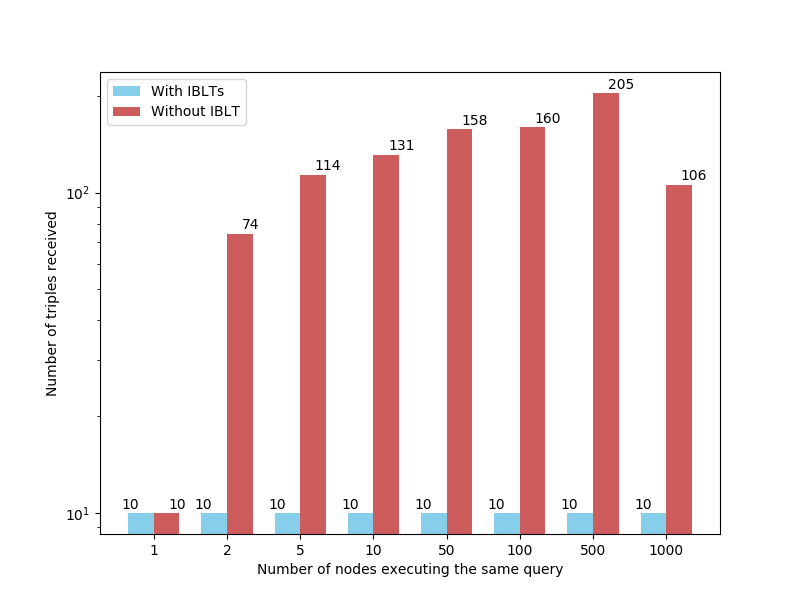 With IBLTs
Without IBLT
205
158
160
131
114
106
74
10 10 10 10 10 10 10 10 10
10²
10¹
Number of triples received
1 2 5 10 50 100 500 1000
Number of nodes executing the same query